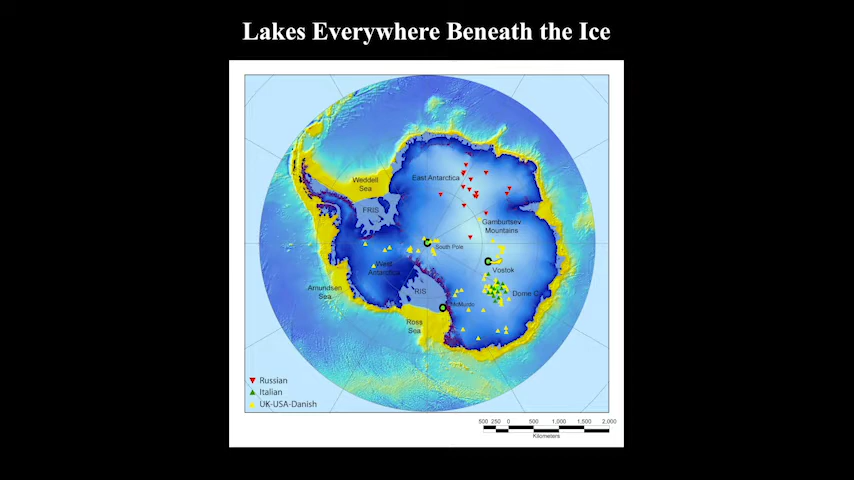 Lakes Everywhere Beneath the Ice
Weddell
Sea
East Antarctica
FRIS
Gamburtsev
Mountains
South Pole
West
Antarctica
Vostok
Amundsen
Sea
RIS
Dome C
McMurdo
Ross
Sea
Russian
Italian
UK-USA-Danish
500 250 0 500 1,000 1,500 2,000
Kilometers